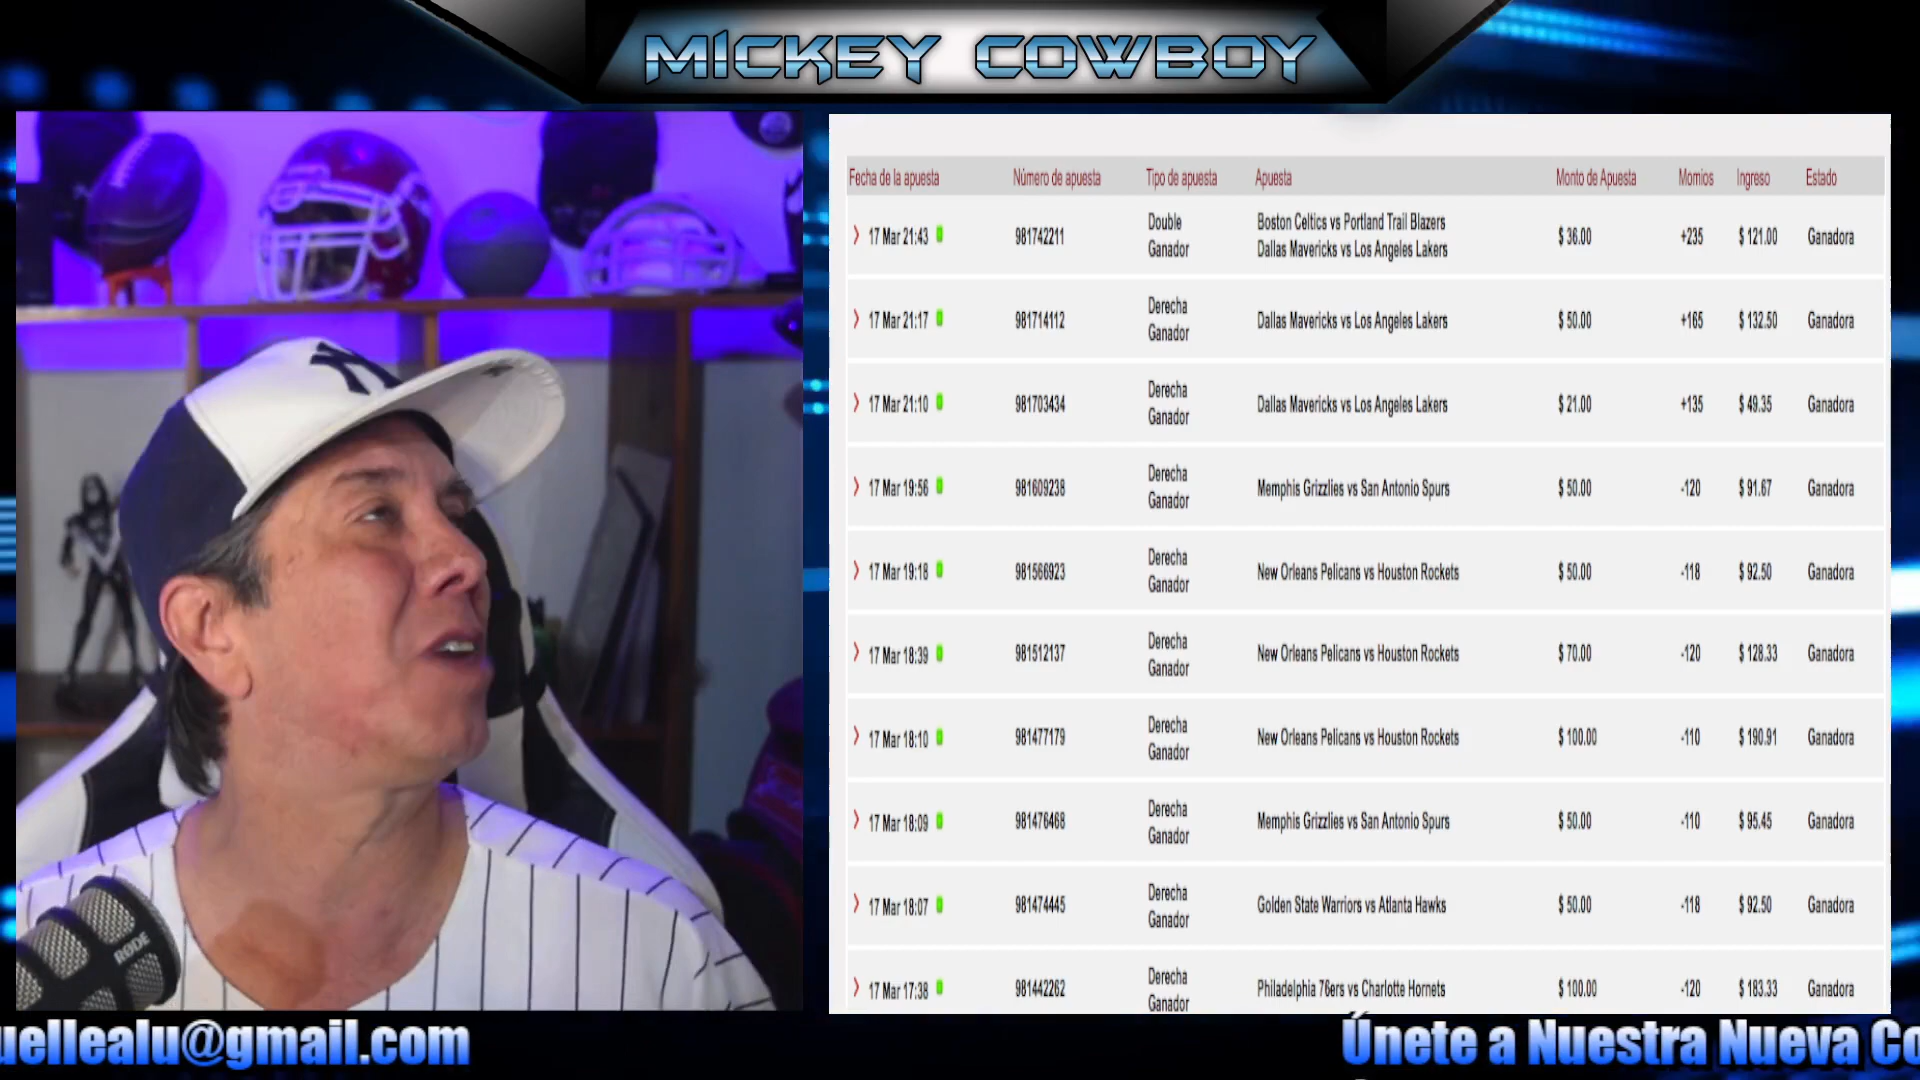 MICKEY COWBOY
Fecha de la apuesta Número de apuesta Tipo de apuesta Apuesta Monto de Apuesta Momios Ingreso Estado
17 Mar 21:43 981742211 Double Ganador Boston Celtics vs Portland Trail Blazers Dallas Mavericks vs Los Angeles Lakers $ 36.00 +235 $ 121.00 Ganadora
17 Mar 21:17 981714112 Derecha Ganador Dallas Mavericks vs Los Angeles Lakers $ 50.00 +165 $ 132.50 Ganadora
17 Mar 21:10 981703434 Derecha Ganador Dallas Mavericks vs Los Angeles Lakers $ 21.00 +135 $ 49.35 Ganadora
17 Mar 19:56 981609238 Derecha Ganador Memphis Grizzlies vs San Antonio Spurs $ 50.00 -120 $ 91.67 Ganadora
17 Mar 19:18 981566923 Derecha Ganador New Orleans Pelicans vs Houston Rockets $ 50.00 -118 $ 92.50 Ganadora
17 Mar 18:39 981512137 Derecha Ganador New Orleans Pelicans vs Houston Rockets $ 70.00 -120 $ 128.33 Ganadora
17 Mar 18:10 981477179 Derecha Ganador New Orleans Pelicans vs Houston Rockets $ 100.00 -110 $ 190.91 Ganadora
17 Mar 18:09 981476468 Derecha Ganador Memphis Grizzlies vs San Antonio Spurs $ 50.00 -110 $ 95.45 Ganadora
17 Mar 18:07 981474445 Derecha Ganador Golden State Warriors vs Atlanta Hawks $ 50.00 -118 $ 92.50 Ganadora
17 Mar 17:38 981442262 Derecha Ganador Philadelphia 76ers vs Charlotte Hornets $ 100.00 -120 $ 183.33 Ganadora
RØDE
uellealu@gmail.com
Únete a Nuestra Nueva Co